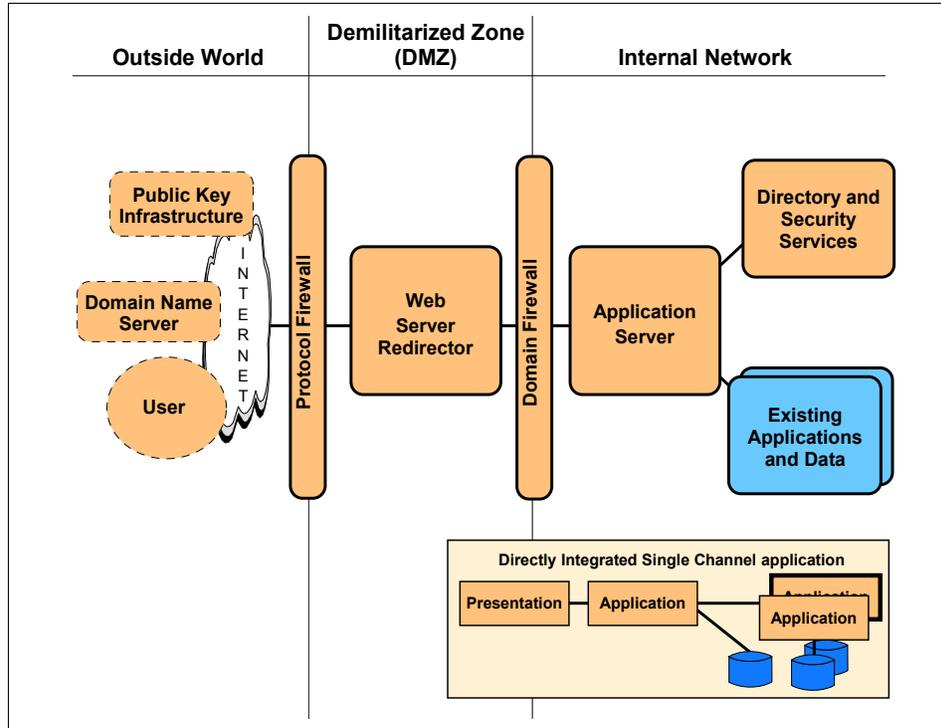 Outside World
Demilitarized Zone
(DMZ)
Internal Network
Public Key
Infrastructure
Domain Name
Server
User
INTERNET
Protocol Firewall
Web
Server
Redirector
Domain Firewall
Application
Server
Directory and
Security
Services
Existing
Applications
and Data
Directly Integrated Single Channel application
Presentation
Application
Application
Application